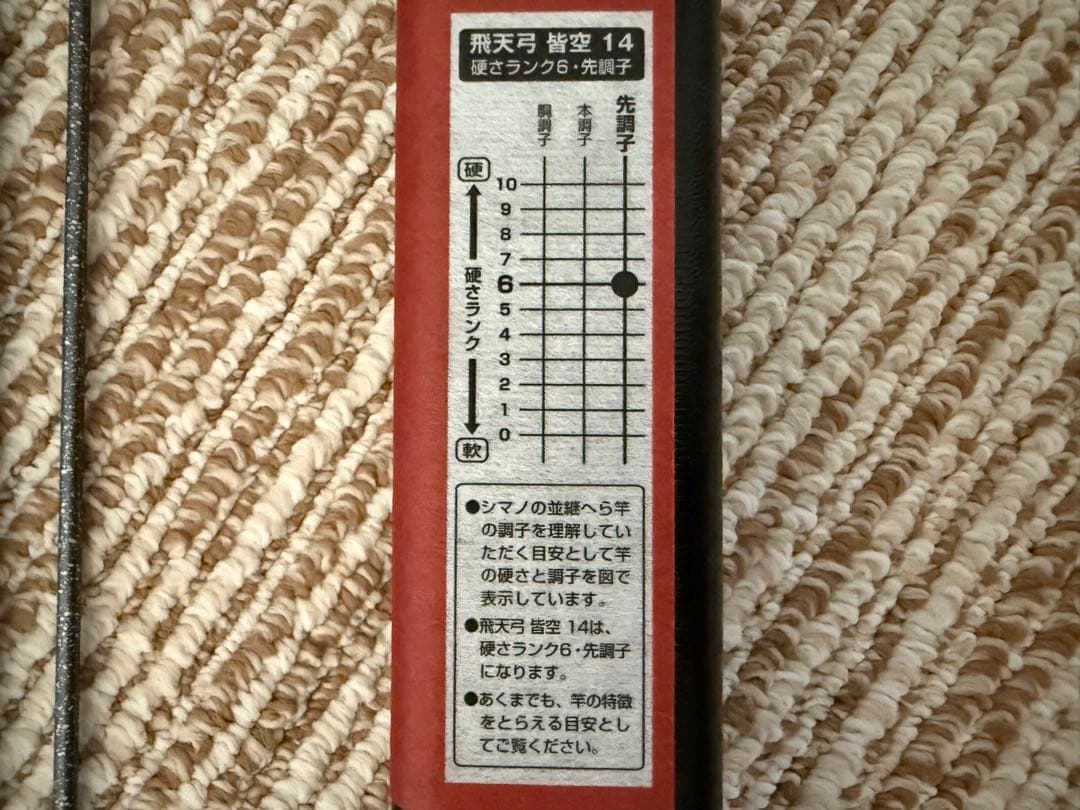 飛天弓 皆空 14
硬さランク6・先調子
胴調子
本調子
先調子
硬
硬さランク
軟
10
9
8
7
6
5
4
3
2
1
0
●シマノの並継へら竿
の調子を理解してい
ただく目安として竿
の硬さと調子を図で
表示しています。
●飛天弓 皆空 14は、
硬さランク6・先調子
になります。
●あくまでも、竿の特徴
をとらえる目安とし
てご覧ください。